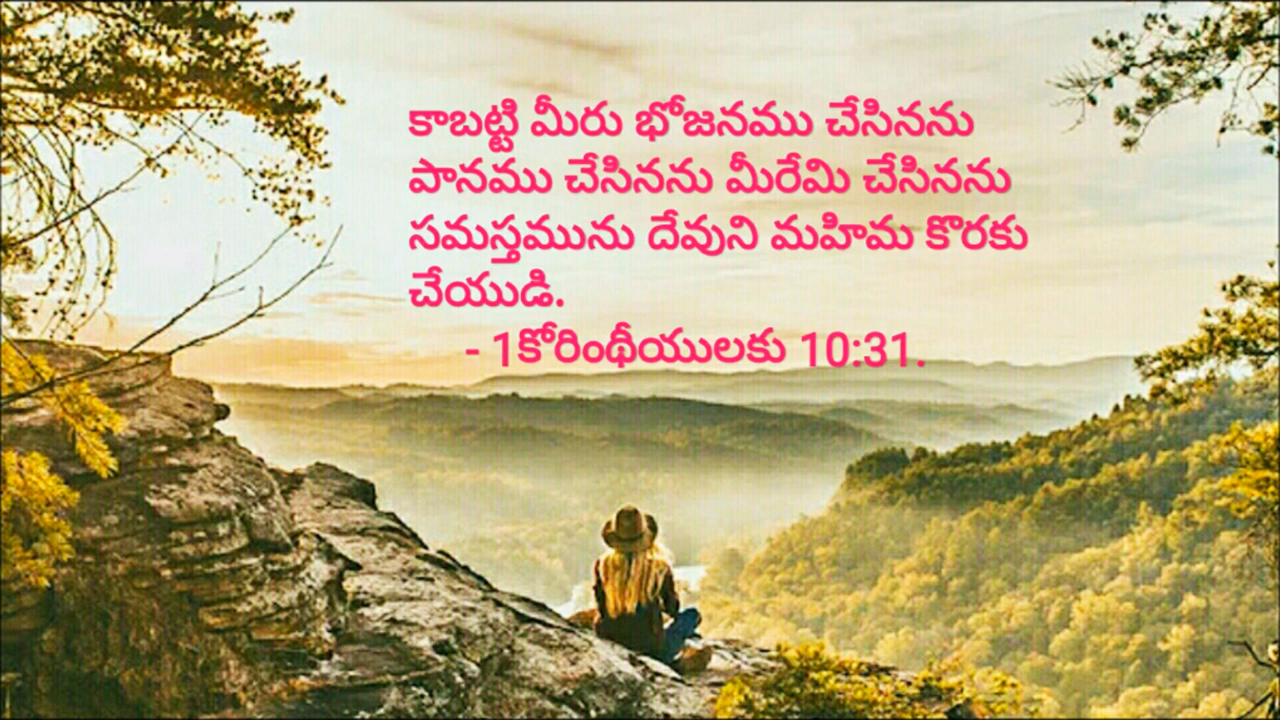 కాబట్టి మీరు భోజనము చేసినను
పానము చేసినను మీరేమి చేసినను
సమస్తమును దేవుని మహిమ కొరకు
చేయుడి.
- 1కోరింథీయులకు 10:31.